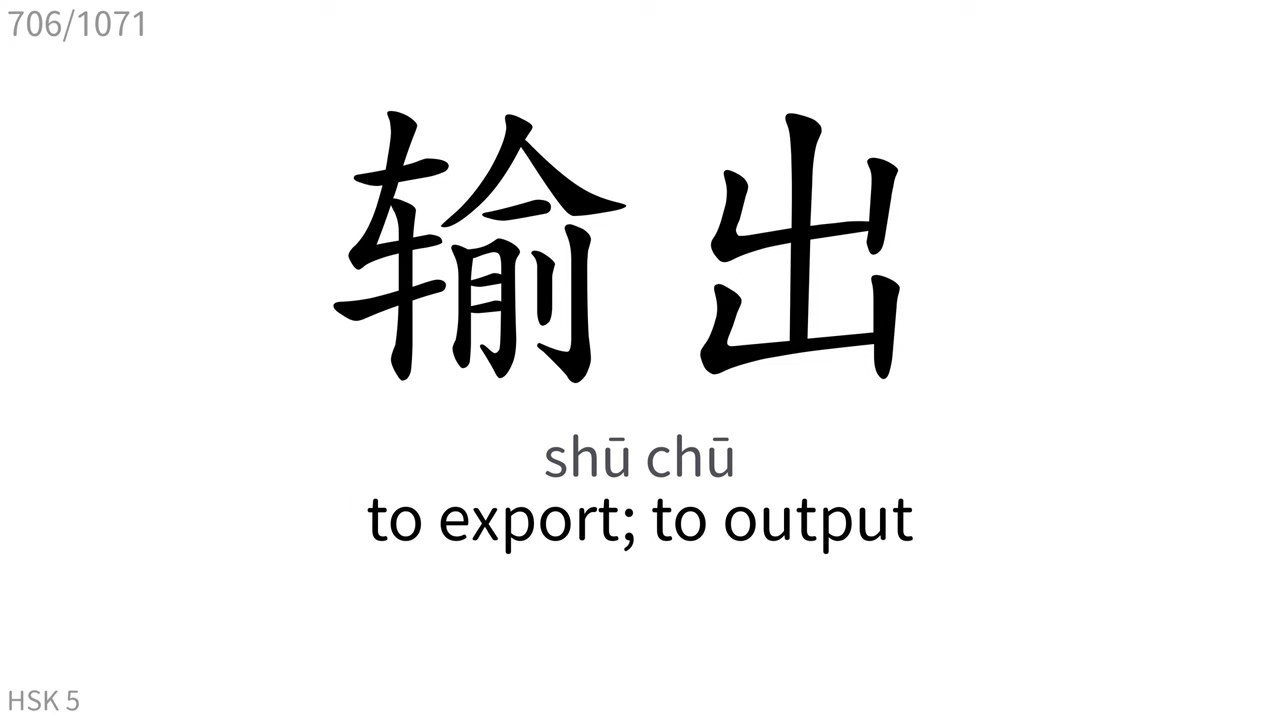 706/1071
输出
shū chū
to export; to output
HSK 5